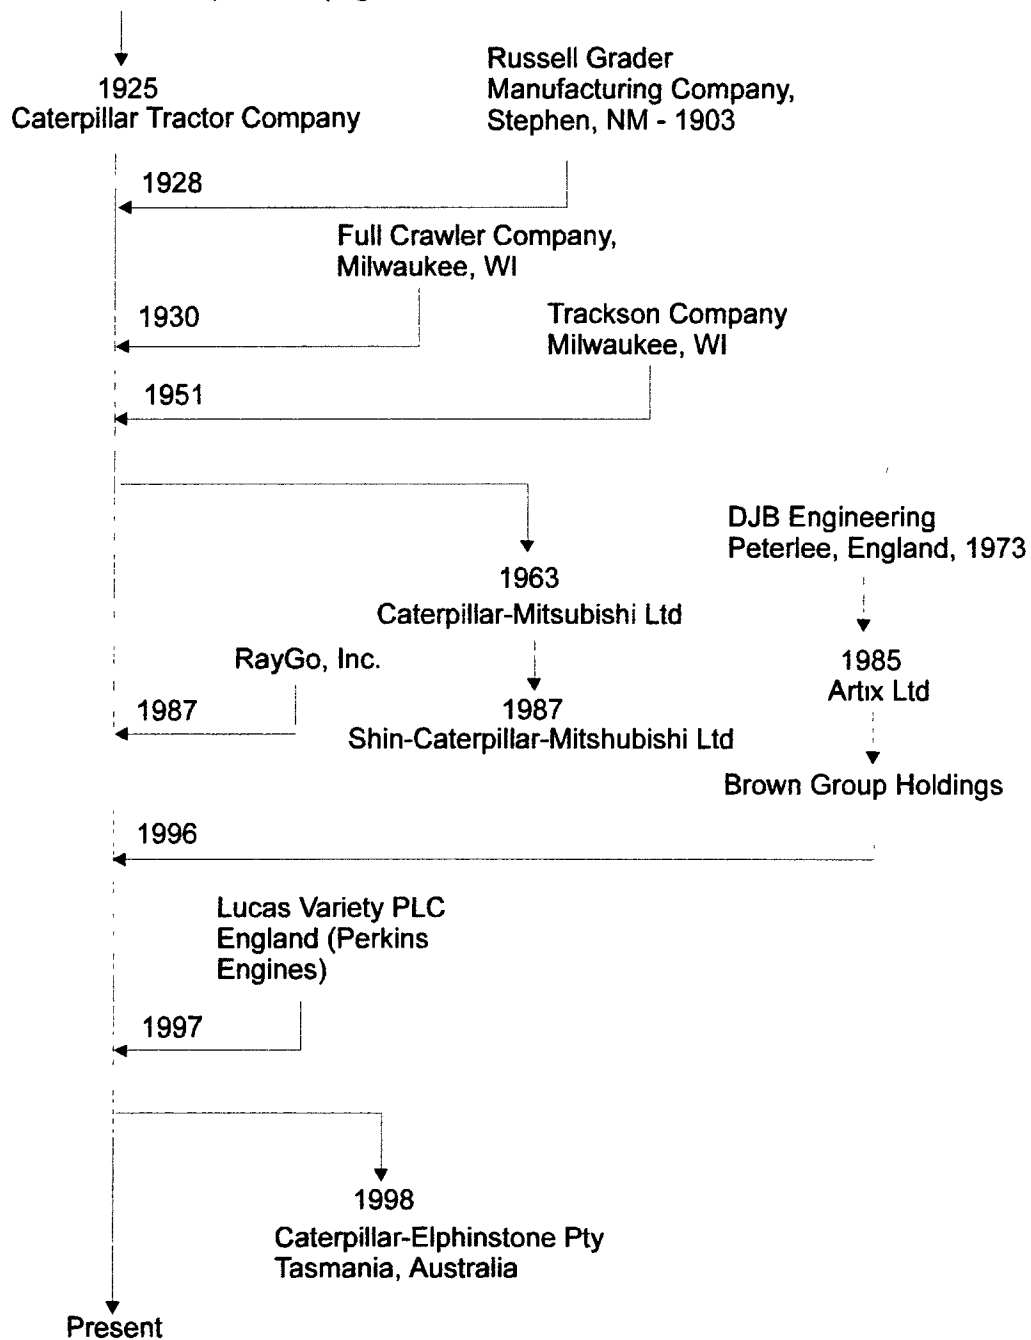 1925
Caterpillar Tractor Company
Russell Grader
Manufacturing Company,
Stephen, NM - 1903
1928
Full Crawler Company,
Milwaukee, WI
1930
Trackson Company
Milwaukee, WI
1951
DJB Engineering
Peterlee, England, 1973
1963
Caterpillar-Mitsubishi Ltd
RayGo, Inc.
1985
Artix Ltd
1987
1987
Shin-Caterpillar-Mitshubishi Ltd
Brown Group Holdings
1996
Lucas Variety PLC
England (Perkins
Engines)
1997
1998
Caterpillar-Elphinstone Pty
Tasmania, Australia
Present